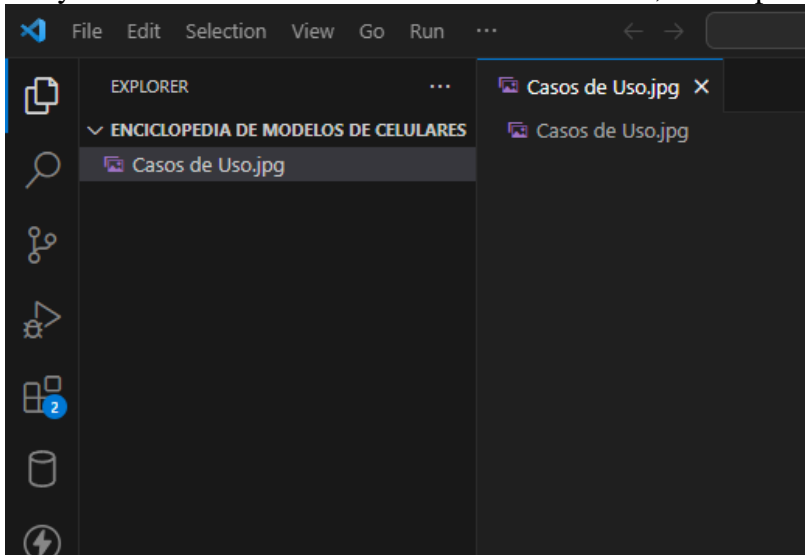 File Edit Selection View Go Run ...
EXPLORER ...
Casos de Uso.jpg
ENCICLOPEDIA DE MODELOS DE CELULARES
Casos de Uso.jpg
Casos de Uso.jpg
2